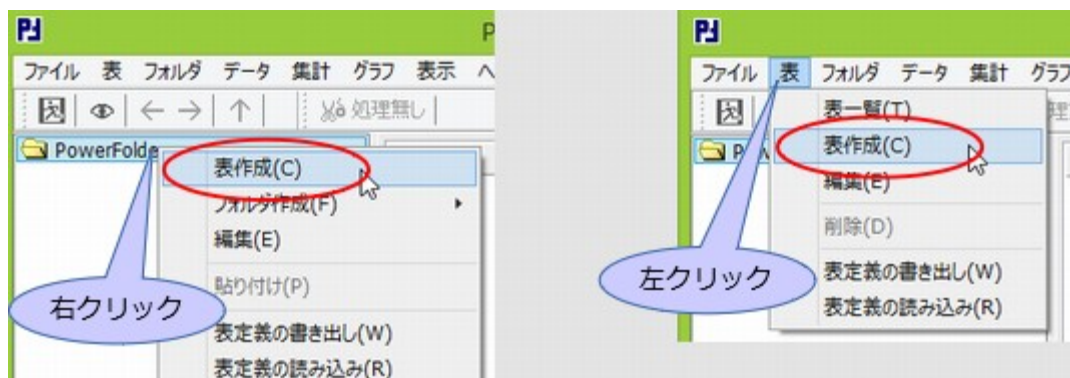 P
ファイル 表 フォルダ データ 集計 グラフ 表示
処理無し
PowerFolde
表作成(C)
フォルダ作成(F)
編集(E)
貼り付け(P)
表定義の書き出し(W)
表定義の読み込み(R)
右クリック
ファイル 表 フォルダ データ 集計 グラフ
表一覧(T)
表作成(C)
編集(E)
削除(D)
表定義の書き出し(W)
表定義の読み込み(R)
左クリック